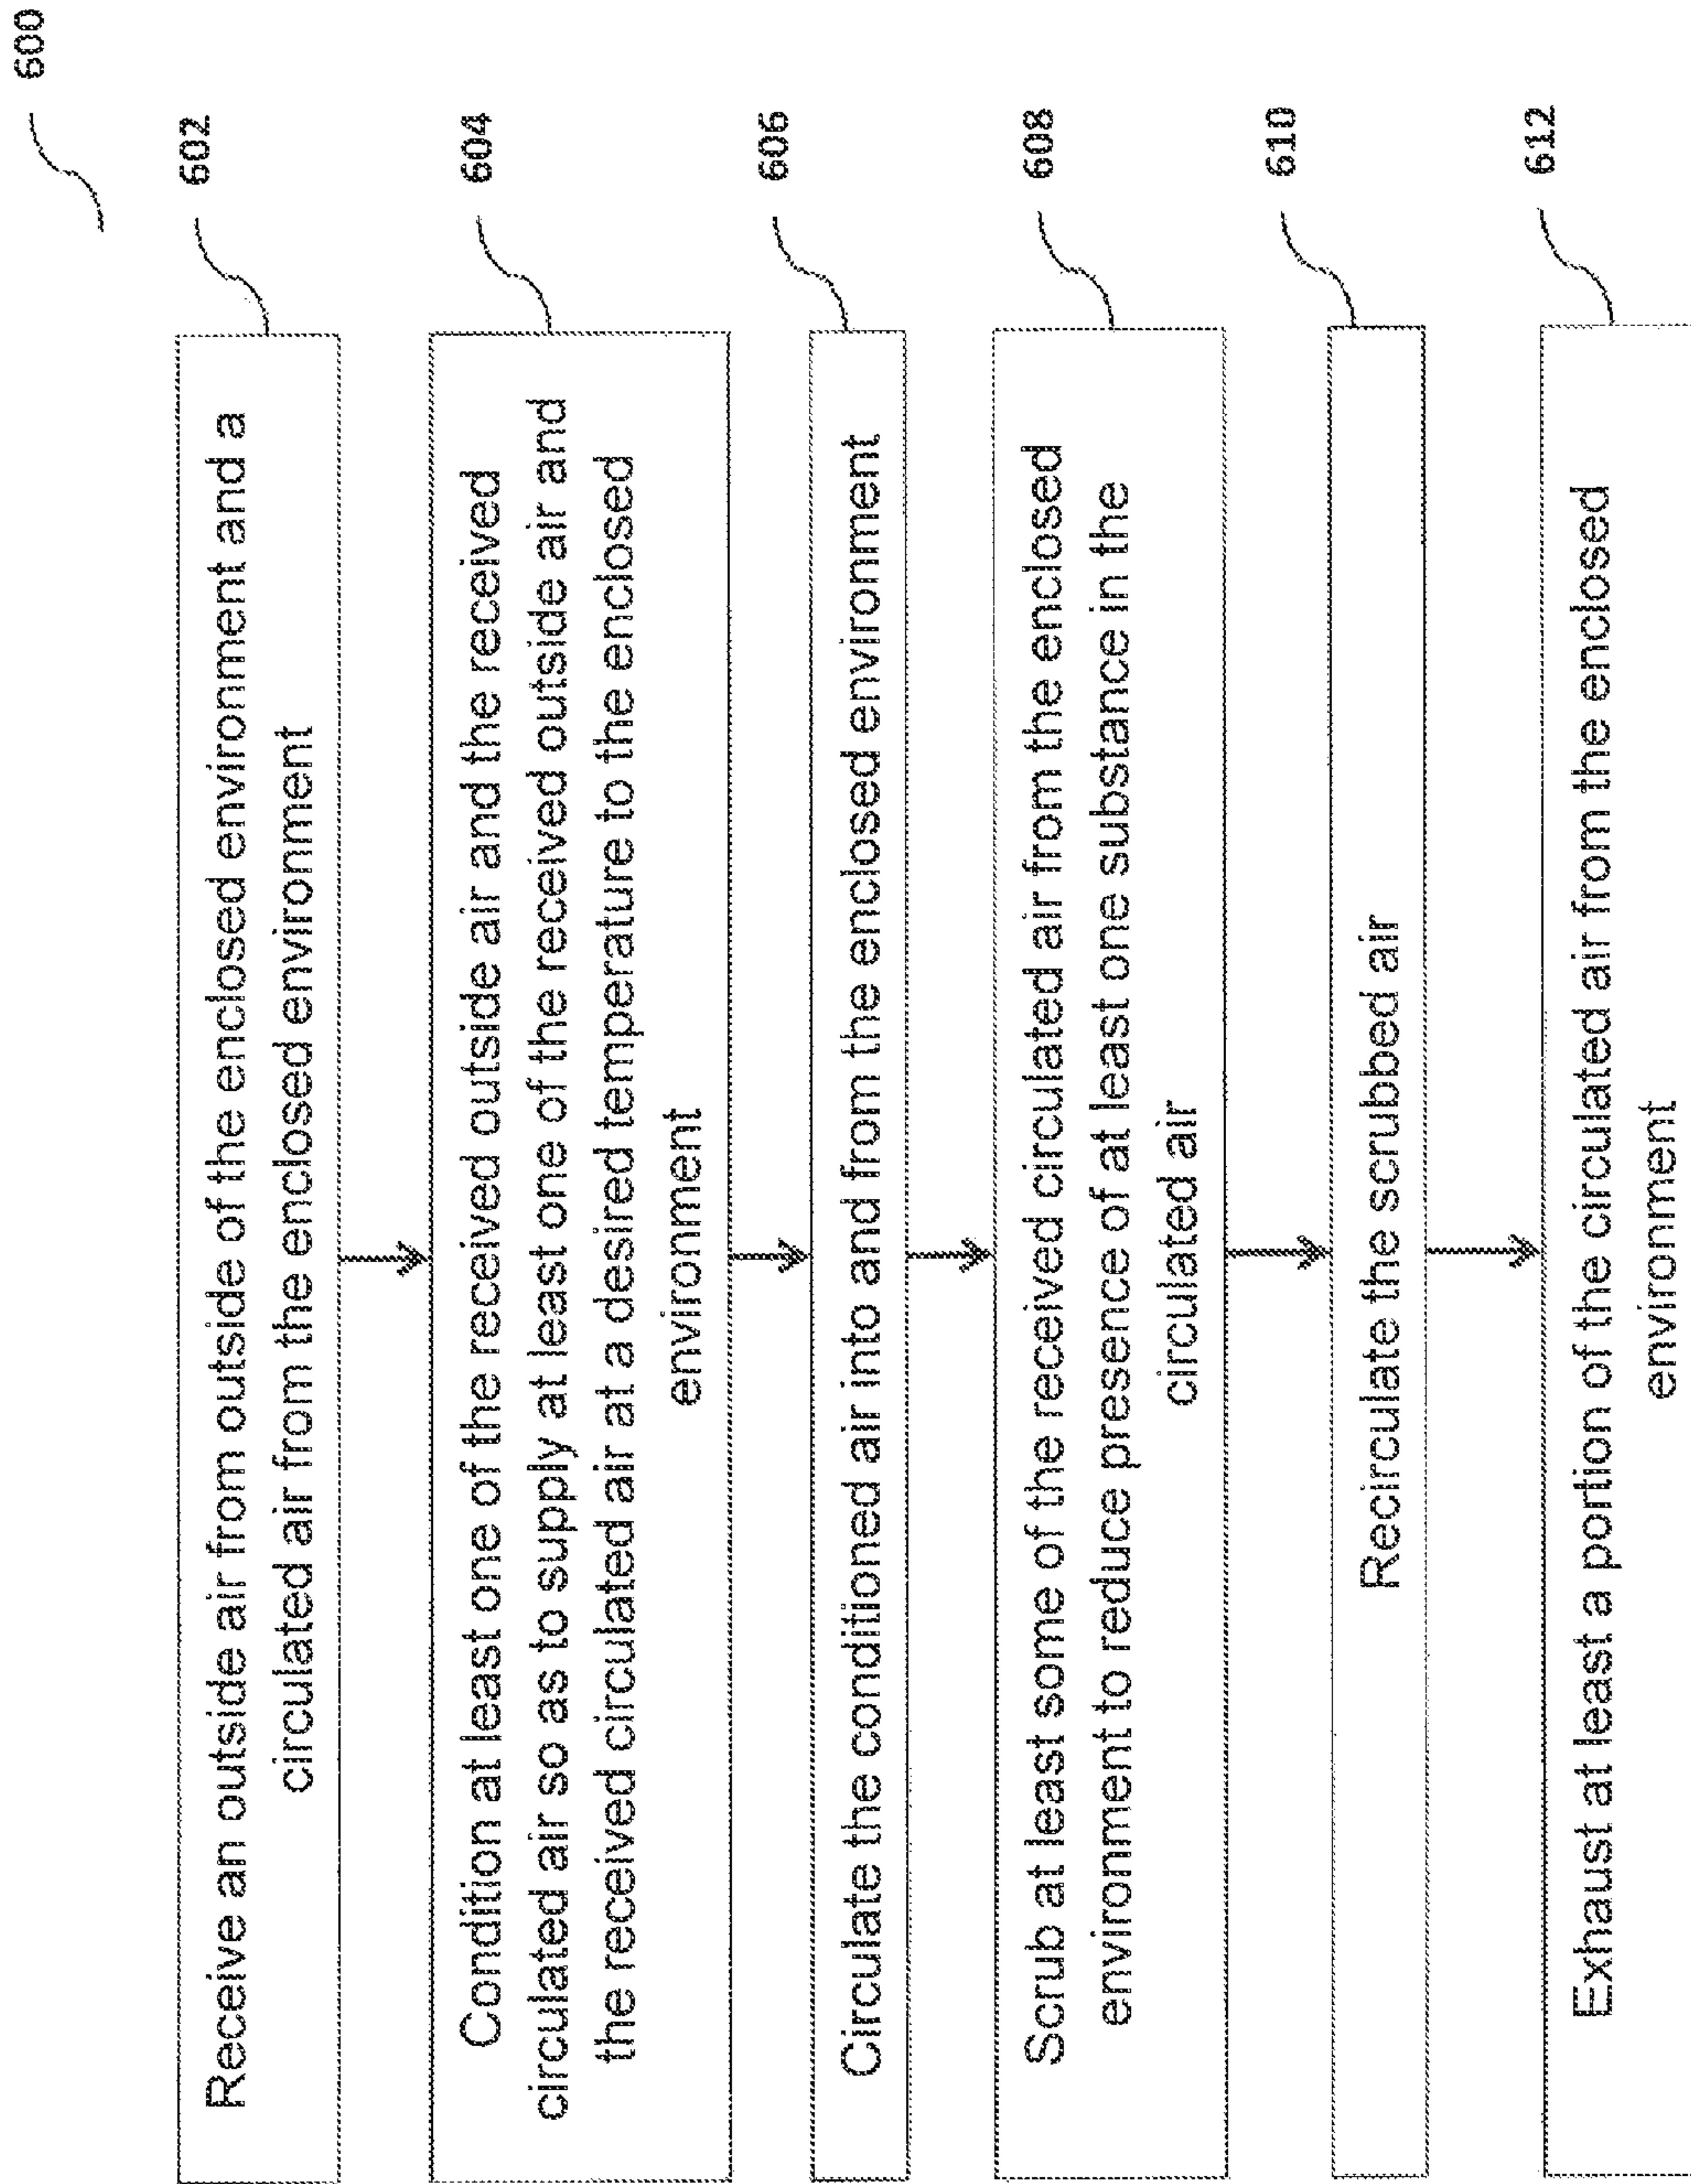 600
602
Receive an outside air from outside of the enclosed environment and a
circulated air from the enclosed environment
604
Condition at least one of the received outside air and the received
circulated air so as to supply at least one of the received outside air and
the received circulated air at a desired temperature to the enclosed
environment
606
Circulate the conditioned air into and from the enclosed environment
608
Scrub at least some of the received circulated air from the enclosed
environment to reduce presence of at least one substance in the
circulated air
610
Recirculate the scrubbed air
612
Exhaust at least a portion of the circulated air from the enclosed
environment